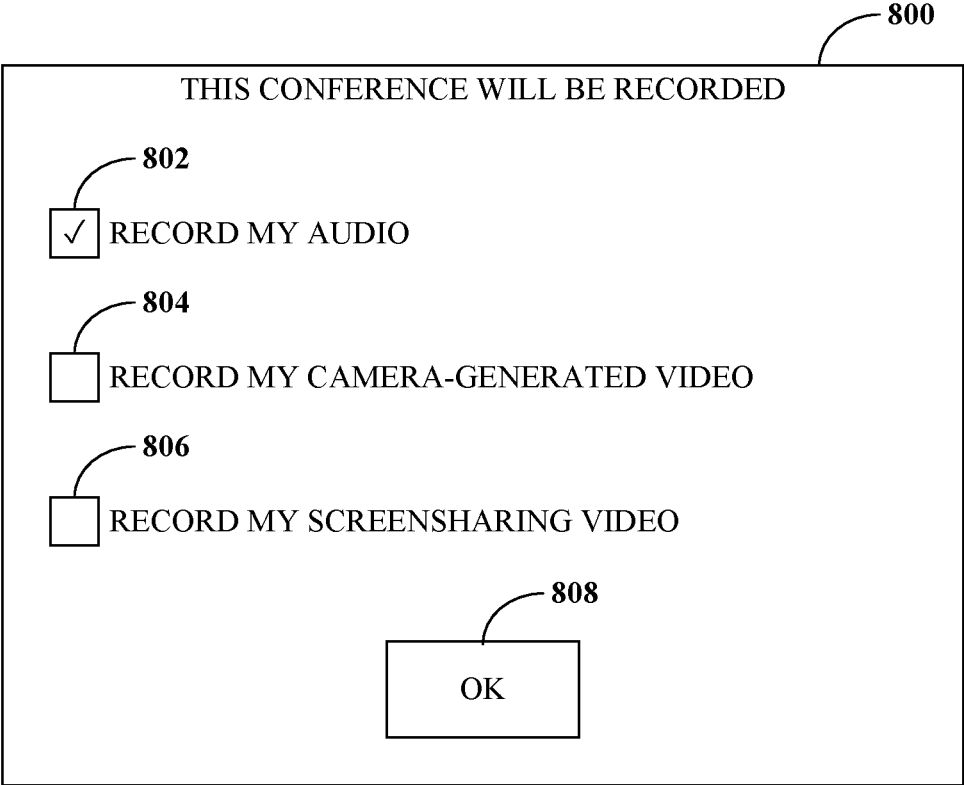 800
THIS CONFERENCE WILL BE RECORDED
802
✓ RECORD MY AUDIO
804
RECORD MY CAMERA-GENERATED VIDEO
806
RECORD MY SCREENSHARING VIDEO
808
OK